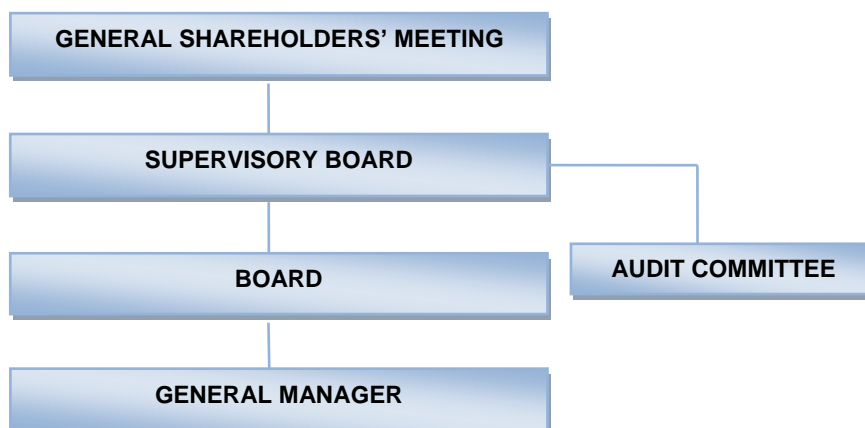 GENERAL SHAREHOLDERS’ MEETING
SUPERVISORY BOARD
BOARD
AUDIT COMMITTEE
GENERAL MANAGER